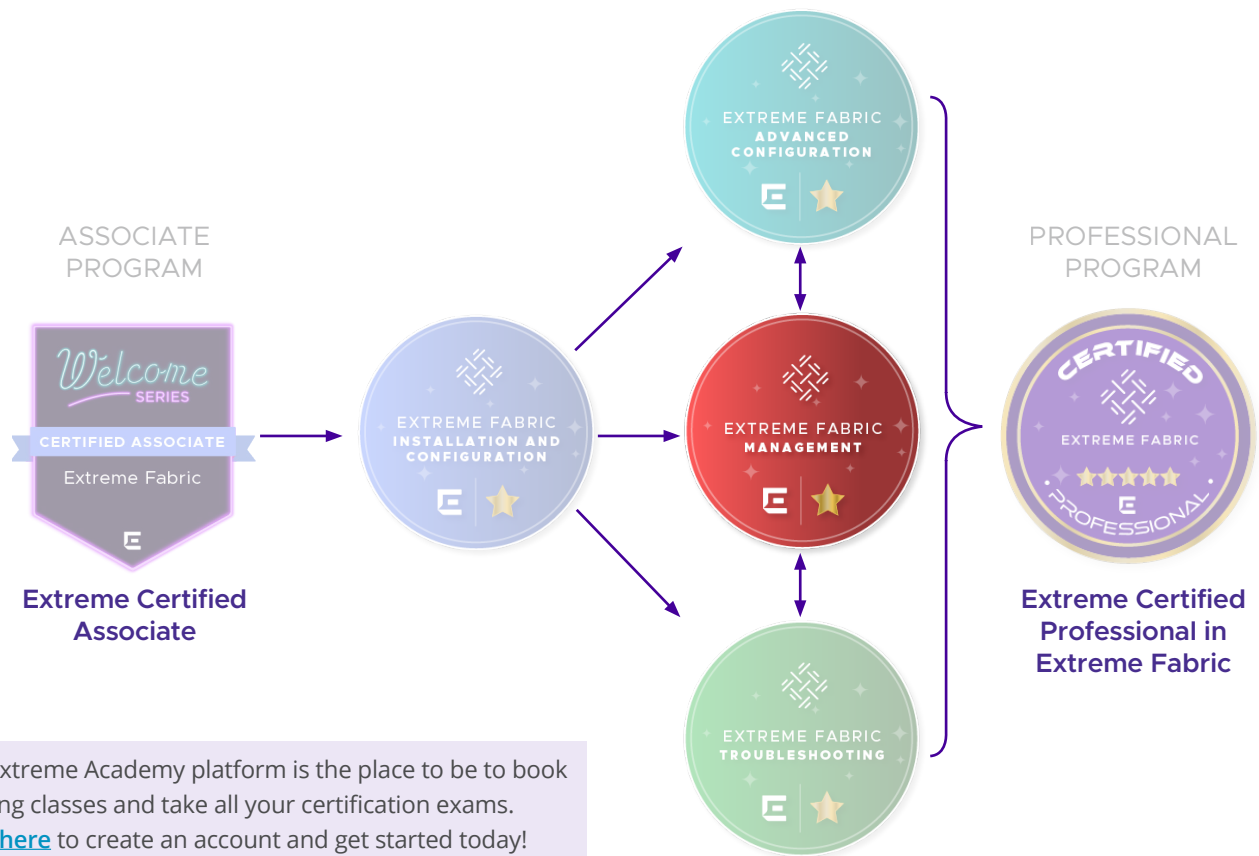 ASSOCIATE
PROGRAM
Welcome
SERIES
CERTIFIED ASSOCIATE
Extreme Fabric
Extreme Certified
Associate
EXTREME FABRIC
INSTALLATION AND
CONFIGURATION
EXTREME FABRIC
ADVANCED
CONFIGURATION
EXTREME FABRIC
MANAGEMENT
EXTREME FABRIC
TROUBLESHOOTING
PROFESSIONAL
PROGRAM
CERTIFIED
EXTREME FABRIC
PROFESSIONAL
Extreme Certified
Professional in
Extreme Fabric
xtreme Academy platform is the place to be to book
ng classes and take all your certification exams.
here to create an account and get started today!